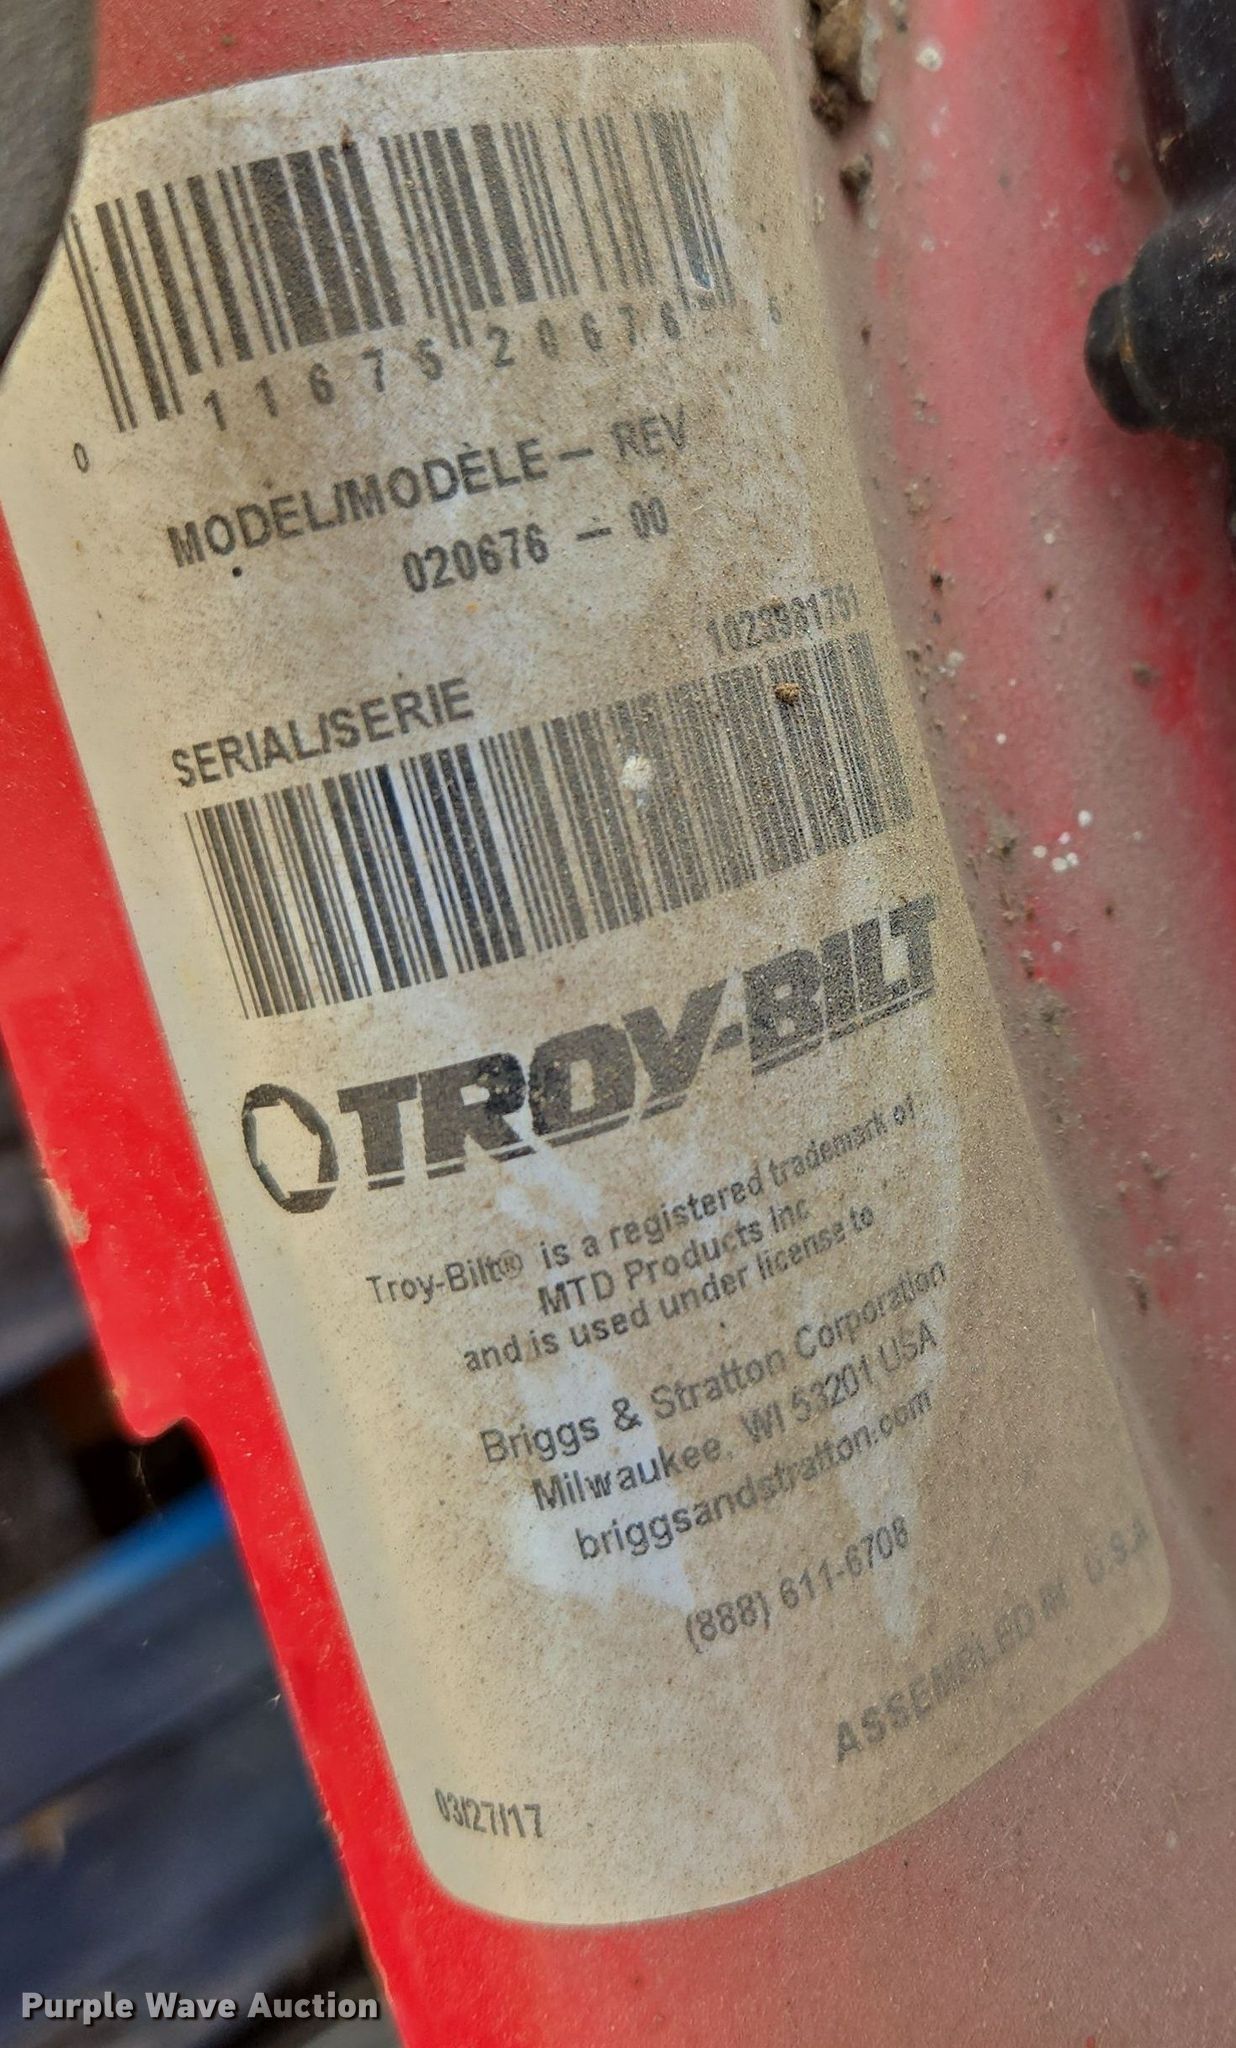 0 11675 20676 6
MODEL/MODÈLE – REV
020676 – 00
SERIAL/SERIE
1023981751
TROY-BILT
Troy-Bilt® is a registered trademark of
MTD Products Inc
and is used under license to
Briggs & Stratton Corporation
Milwaukee, WI 53201 USA
briggsandstratton.com
(888) 611-6708
ASSEMBLED IN U.S.A
03/27/17
Purple Wave Auction